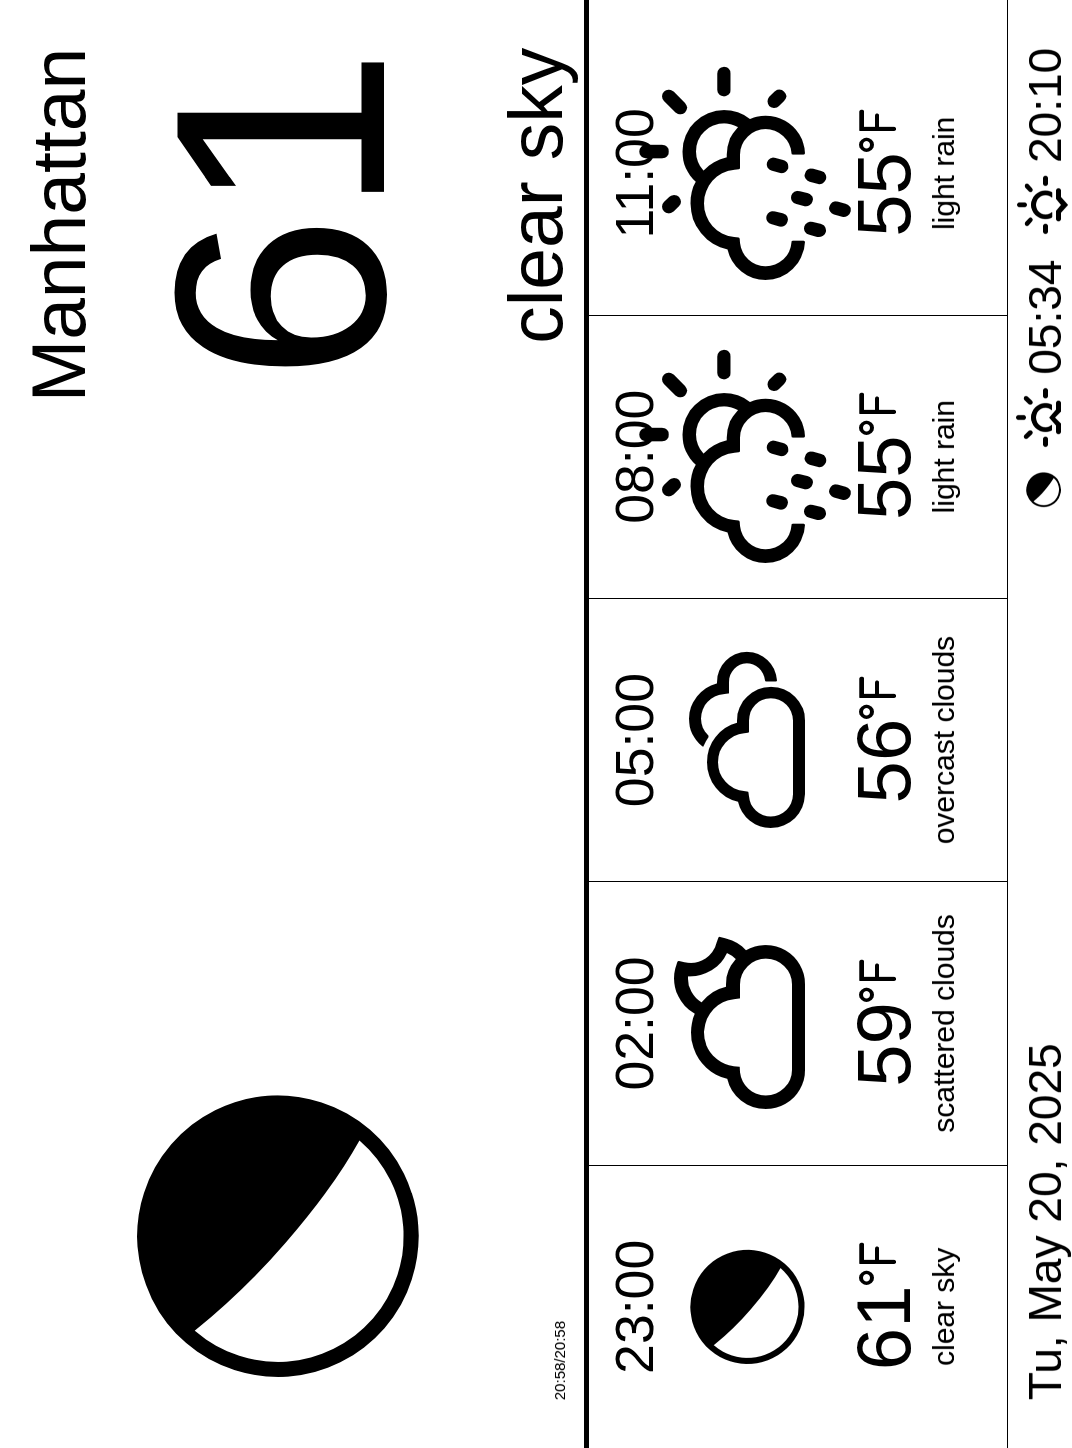 Manhattan
61
clear sky
20:58/20:58
23:00
61°F
clear sky
02:00
59°F
scattered clouds
05:00
56°F
overcast clouds
08:00
55°F
light rain
11:00
55°F
light rain
Tu, May 20, 2025
05:34 20:10